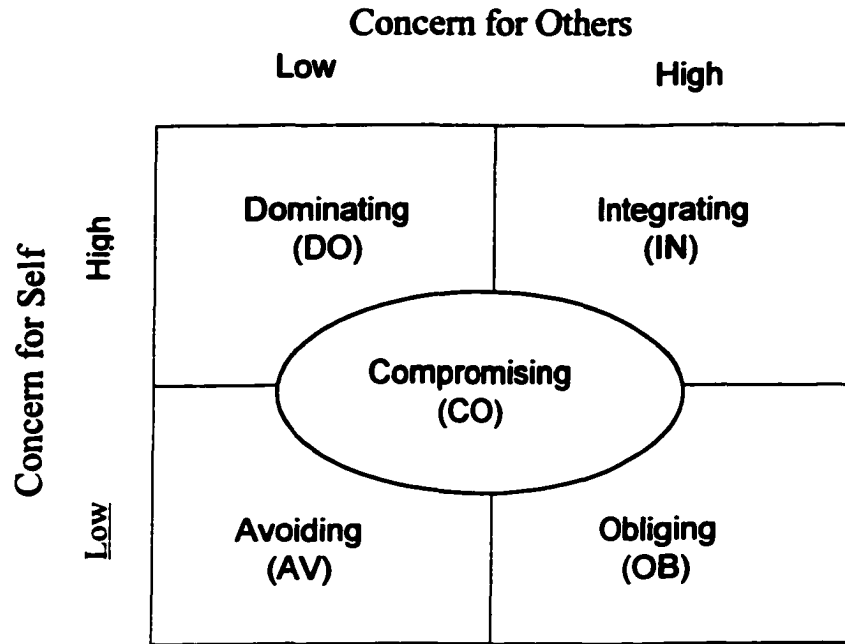 Concern for Others
Low High
Concern for Self
High
Dominating
(DO)
Integrating
(IN)
Compromising
(CO)
Low
Avoiding
(AV)
Obliging
(OB)